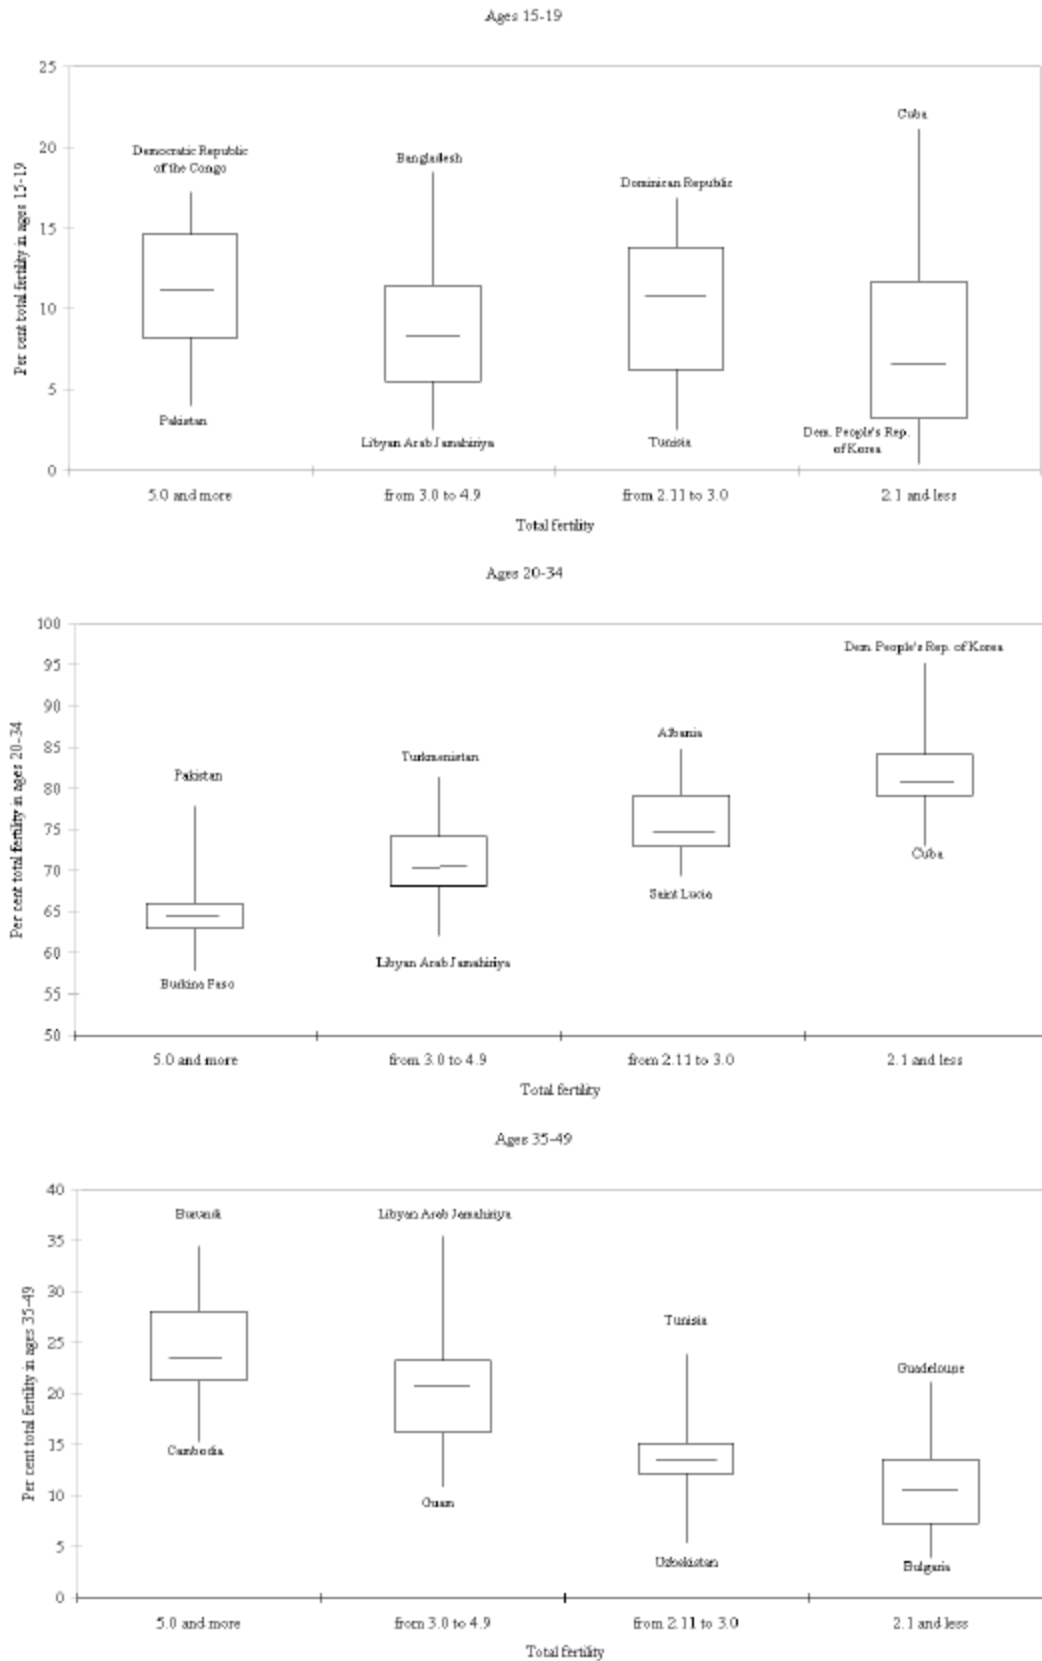 Ages 15-19
25
Cuba
20
Democratic Republic
of the Congo
Bangladesh
Dominican Republic
Per cent total fertility in ages 15-19
15
10
5
Pakistan
Libyan Arab Jamahiriya
Tunisia
Dem. People's Rep.
of Korea
0
5.0 and more
from 3.0 to 4.9
from 2.11 to 3.0
2.1 and less
Total fertility
Ages 20-34
100
95
Dem. People's Rep. of Korea
90
85
Albania
Turkmenistan
80
Pakistan
75
Per cent total fertility in ages 20-34
70
Cuba
65
Saint Lucia
60
Libyan Arab Jamahiriya
55
Burkina Faso
50
5.0 and more
from 3.0 to 4.9
from 2.11 to 3.0
2.1 and less
Total fertility
Ages 35-49
40
Burundi
Libyan Arab Jamahiriya
35
30
Tunisia
25
Guadeloupe
Per cent total fertility in ages 35-49
20
15
Cambodia
10
Guam
5
Uzbekistan
Bulgaria
0
5.0 and more
from 3.0 to 4.9
from 2.11 to 3.0
2.1 and less
Total fertility